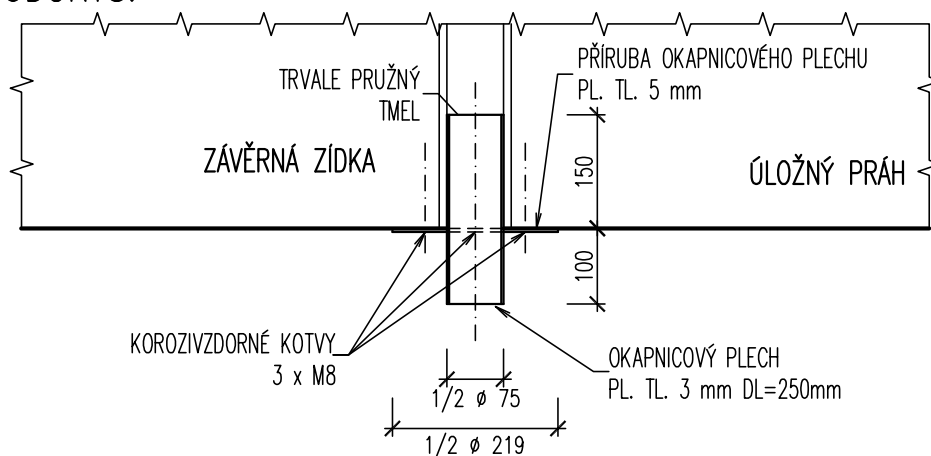 PŘÍRUBA OKAPNICOVÉHO PLECHU
PL. TL. 5 mm
TRVALE PRUŽNÝ
TMEL
ZÁVĚRNÁ ZÍDKA
150
ÚLOŽNÝ PRÁH
100
KOROZIVZDORNÉ KOTVY
3 x M8
OKAPNICOVÝ PLECH
PL. TL. 3 mm DL=250mm
1/2 ø 75
1/2 ø 219